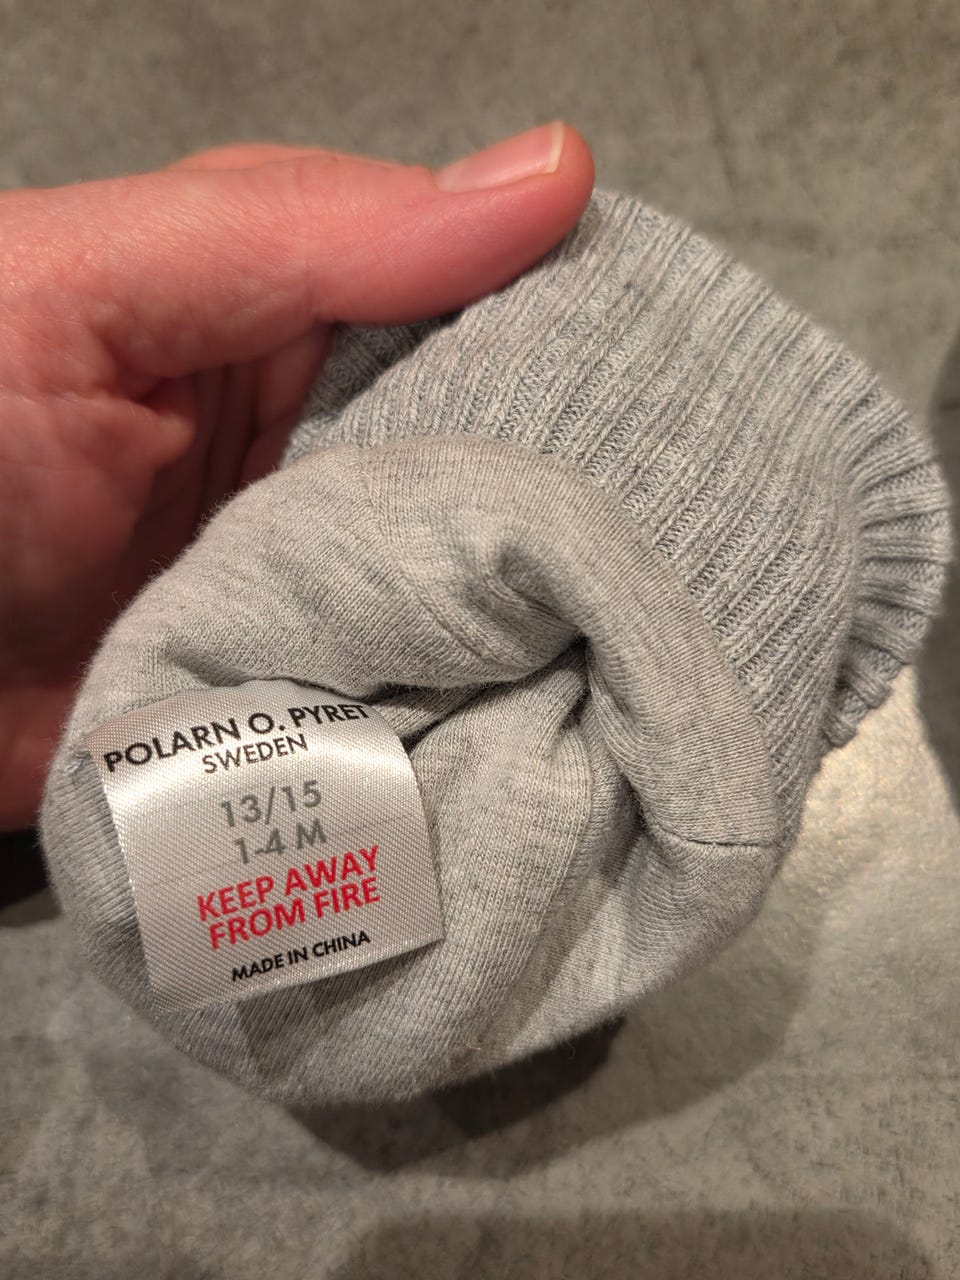 POLARN O. PYRET
SWEDEN
13/15
1-4 M
KEEP AWAY
FROM FIRE
MADE IN CHINA